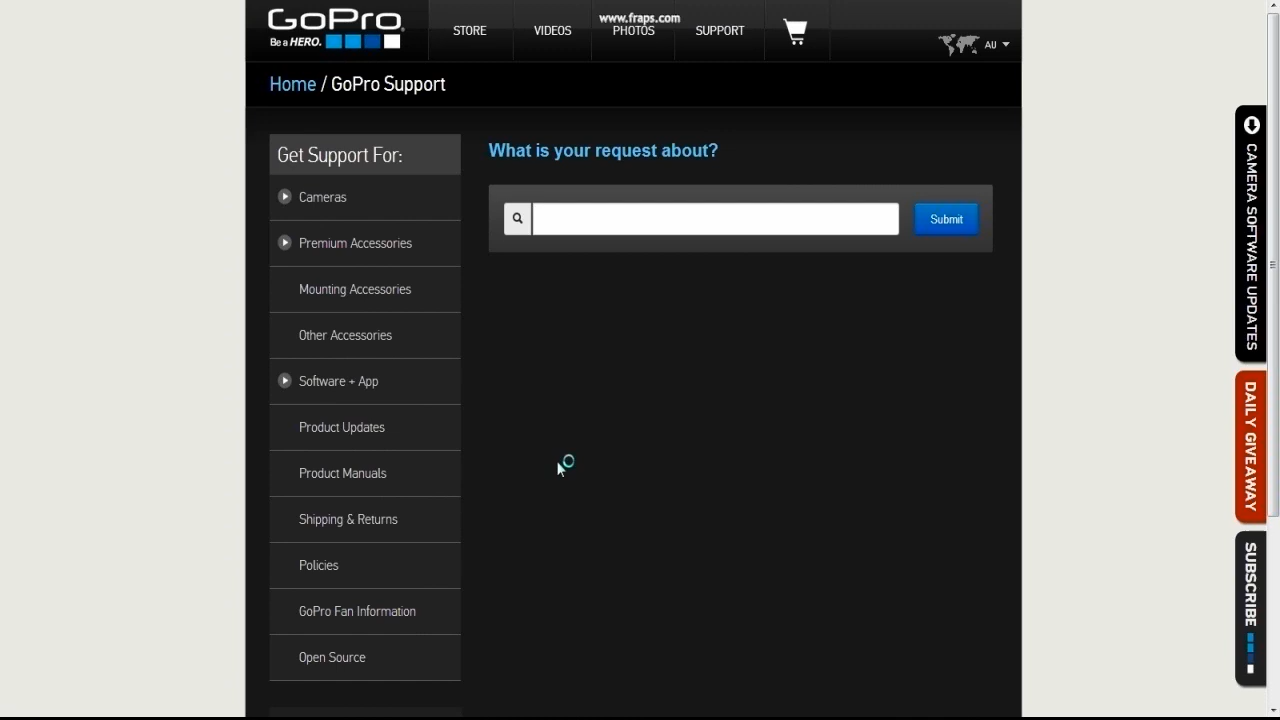 GoPro
Be a HERO.
STORE
VIDEOS
www.fraps.com
PHOTOS
SUPPORT
AU
Home / GoPro Support
Get Support For:
Cameras
Premium Accessories
Mounting Accessories
Other Accessories
Software + App
Product Updates
Product Manuals
Shipping & Returns
Policies
GoPro Fan Information
Open Source
What is your request about?
Submit
CAMERA SOFTWARE UPDATES
DAILY GIVEAWAY
SUBSCRIBE